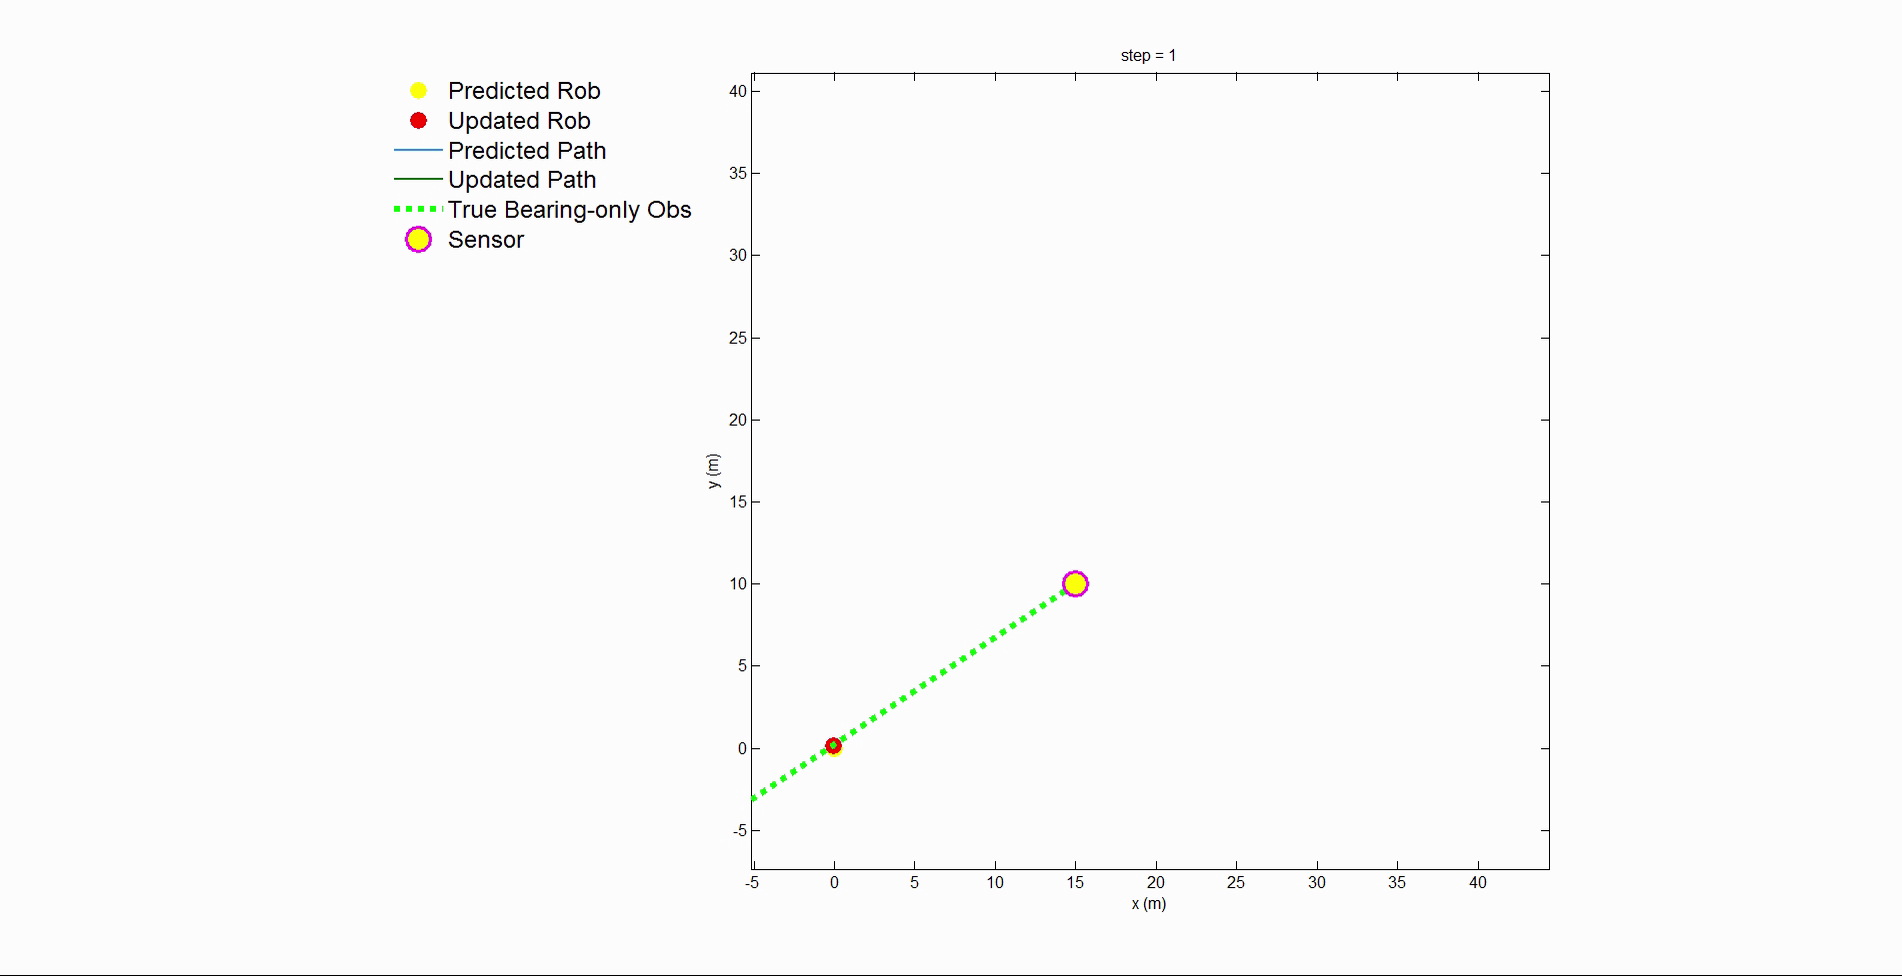 step = 1
Predicted Rob
Updated Rob
Predicted Path
Updated Path
True Bearing-only Obs
Sensor
40
35
30
25
20
15
10
5
0
-5
y (m)
-5 0 5 10 15 20 25 30 35 40
x (m)